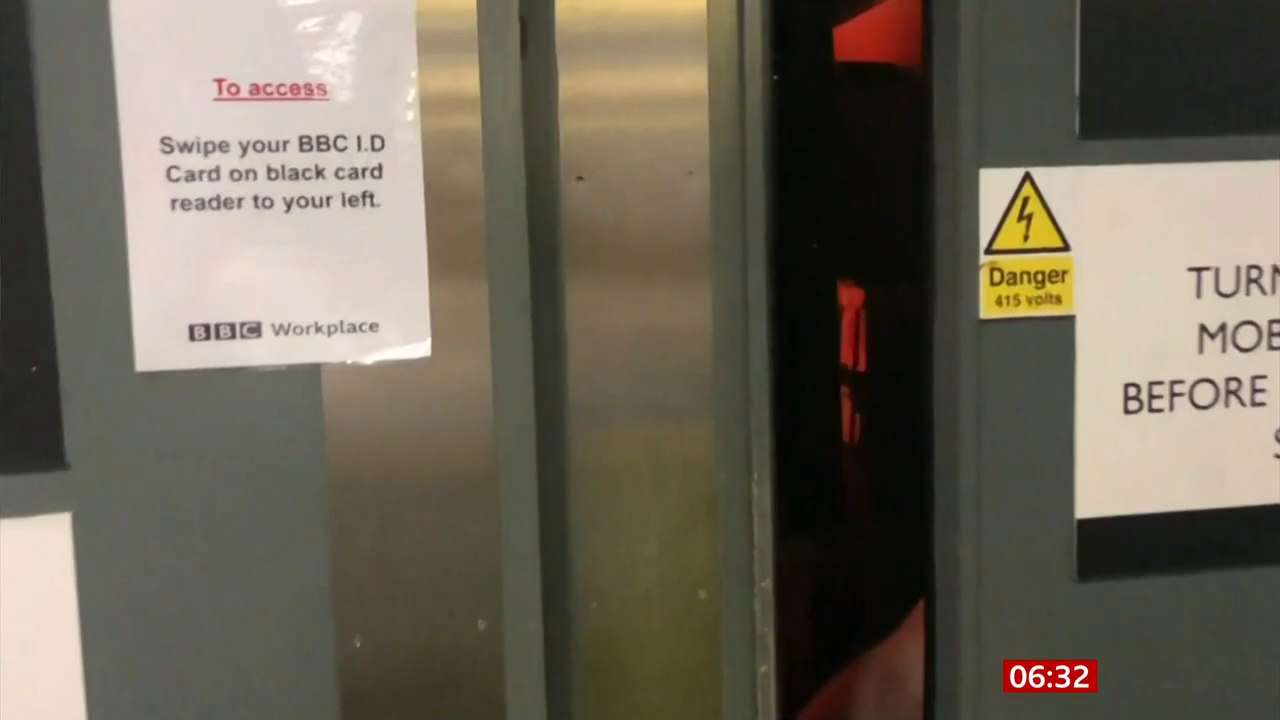 To access
Swipe your BBC I.D
Card on black card
reader to your left.
BBC Workplace
Danger
415 volts
TURN
MOB
BEFORE
06:32